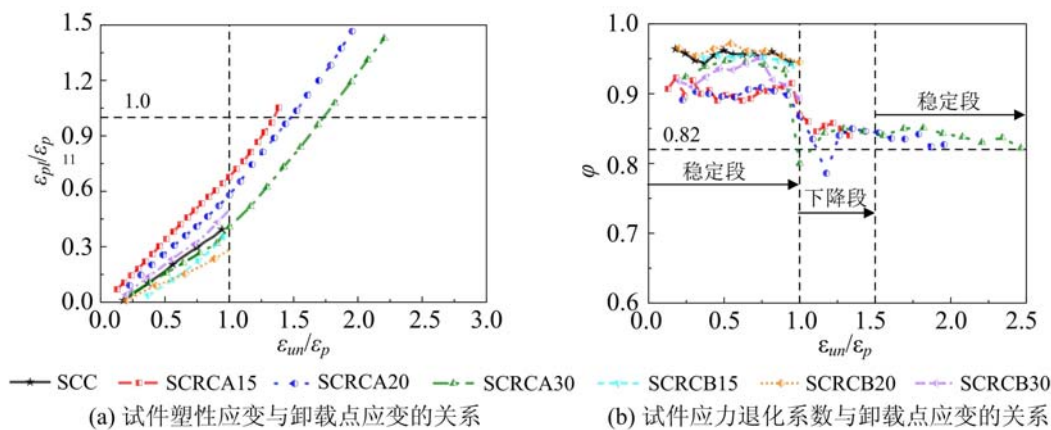 1.5
1.2
0.9
0.6
0.3
0.0
1.0
ε_pl/ε_p
11
0.0 0.5 1.0 1.5 2.0 2.5 3.0
ε_un/ε_p
1.0
0.9
0.8
0.7
0.6
φ
0.82
稳定段
稳定段
下降段
0.0 0.5 1.0 1.5 2.0 2.5
ε_un/ε_p
SCC SCRCA15 SCRCA20 SCRCA30 SCRCB15 SCRCB20 SCRCB30
(a) 试件塑性应变与卸载点应变的关系
(b) 试件应力退化系数与卸载点应变的关系